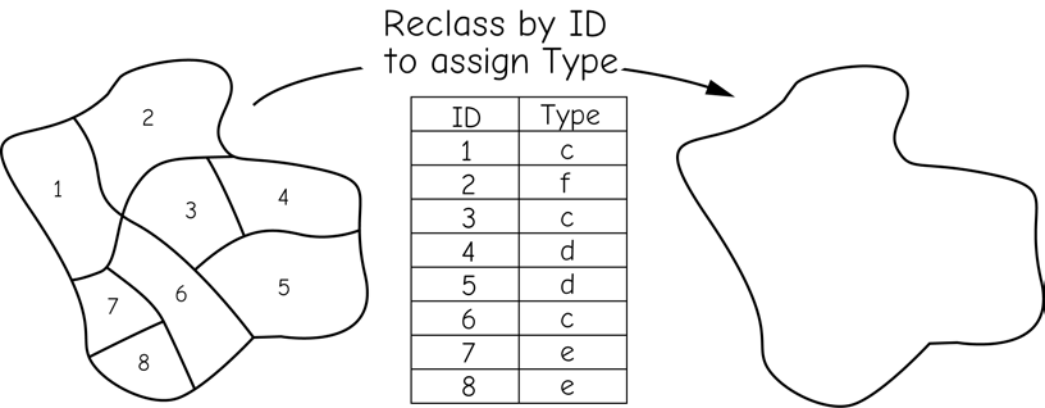 Reclass by ID
to assign Type
2
1
3
4
5
6
7
8
ID Type
1 c
2 f
3 c
4 d
5 d
6 c
7 e
8 e